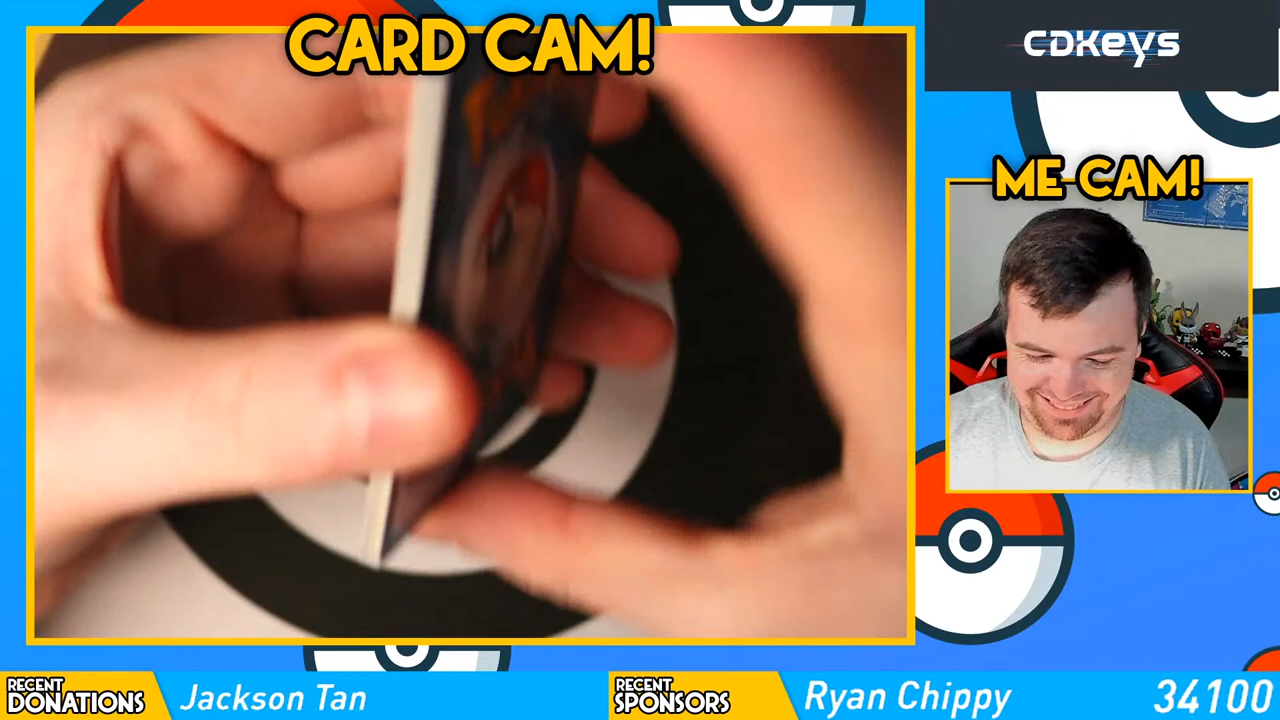 CARD CAM!
CDKeys
ME CAM!
RECENT
DONATIONS
Jackson Tan
RECENT
SPONSORS
Ryan Chippy
34100